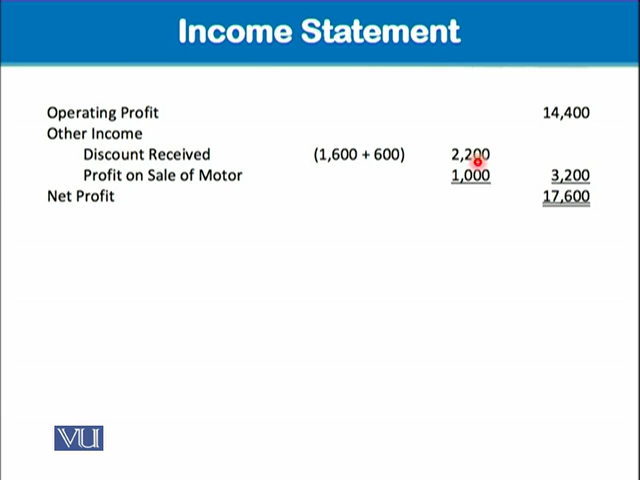 Income Statement
Operating Profit 14,400
Other Income
Discount Received (1,600 + 600) 2,200
Profit on Sale of Motor 1,000 3,200
Net Profit 17,600
VU